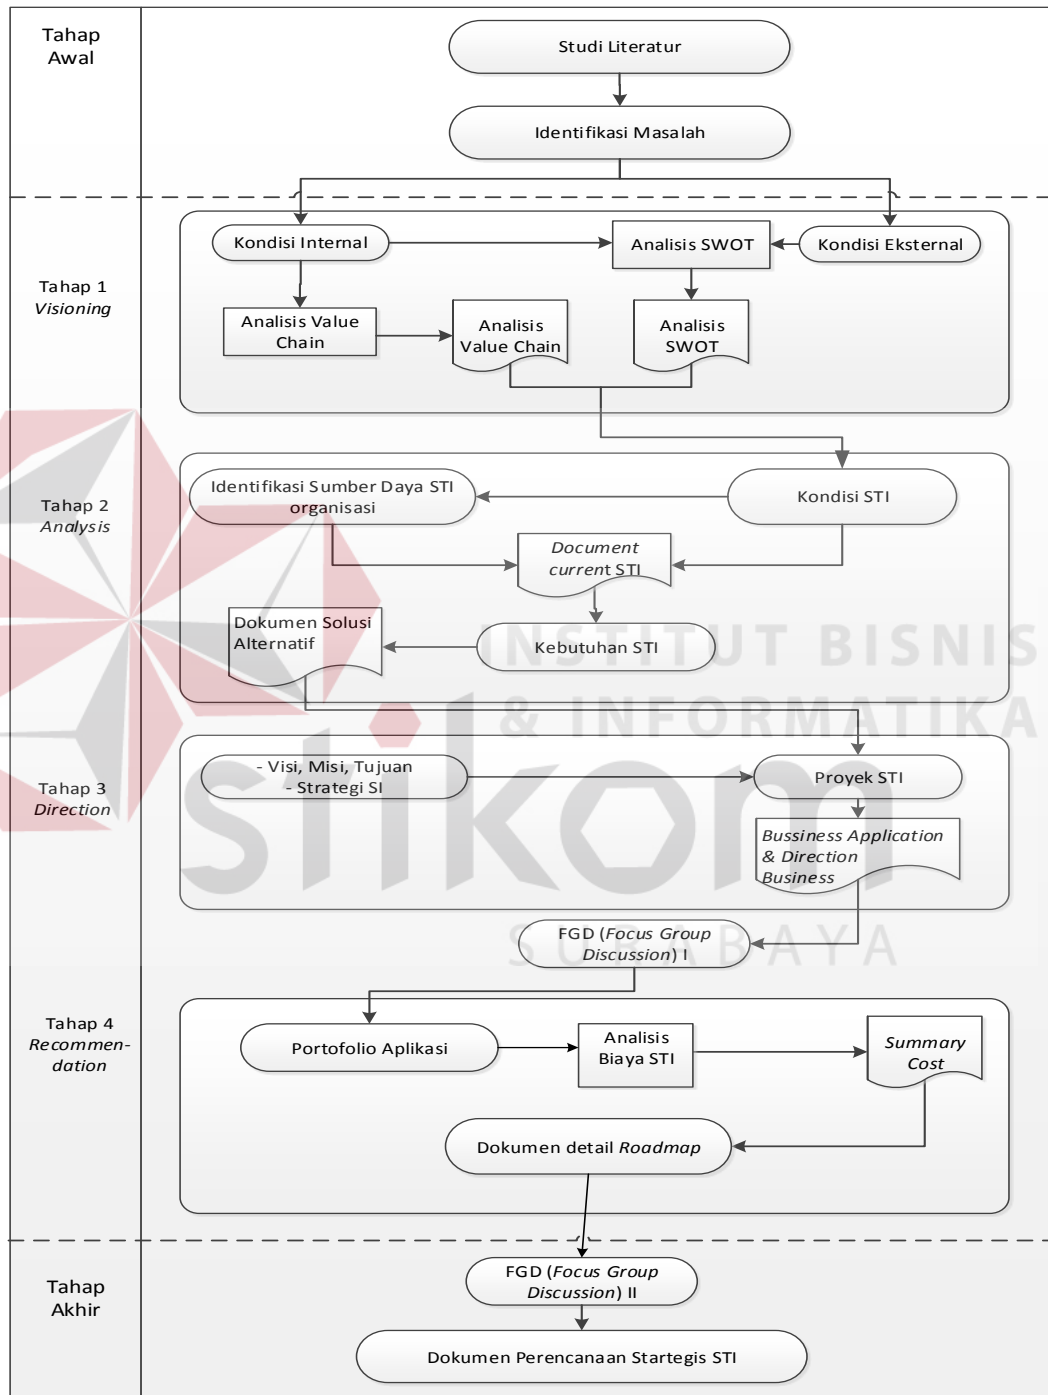 Tahap
Awal
Studi Literatur
Identifikasi Masalah
Tahap 1
Visioning
Kondisi Internal
Analisis SWOT
Kondisi Eksternal
Analisis Value
Chain
Analisis
Value Chain
Analisis
SWOT
Tahap 2
Analysis
Identifikasi Sumber Daya STI
organisasi
Kondisi STI
Document
current STI
Dokumen Solusi
Alternatif
Kebutuhan STI
INSTITUT BISNIS
& INFORMATIKA
stikom
SURABAYA
Tahap 3
Direction
- Visi, Misi, Tujuan
- Strategi SI
Proyek STI
Bussiness Application
& Direction
Business
FGD (Focus Group
Discussion) I
Tahap 4
Recommen-
dation
Portofolio Aplikasi
Analisis
Biaya STI
Summary
Cost
Dokumen detail Roadmap
Tahap
Akhir
FGD (Focus Group
Discussion) II
Dokumen Perencanaan Startegis STI